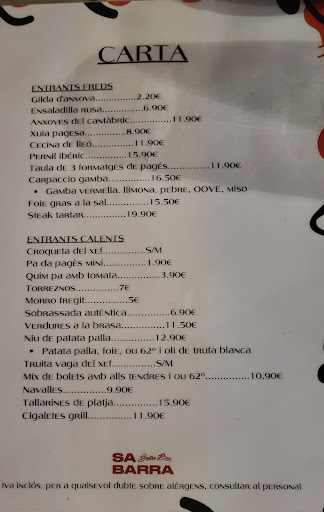 CARTA
ENTRANTS FREDS
Gilda d'anxova...............2.20€
Ensaladilla rusa...............6.90€
Anxoves del cantàbric...............11.90€
Xuia pagesa...............8.90€
Cecina de lleó...............11.90€
Pernil ibèric...............15.90€
Taula de 3 formatges de pagés...............11.90€
Carpaccio gamba...............16.50€
• Gamba vermella, llimona, pebre, OOVE, miso
Foie gras a la sal...............15.50€
Steak tartar...............19.90€
ENTRANTS CALENTS
Croqueta del xef...............S/M
Pa da pagès mini...............1.90€
Quim pa amb tomata...............3.90€
Torreznos...............7€
Morro fregit...............5€
Sobrassada autèntica...............6.90€
Verdures a la brasa...............11.50€
Niu de patata palla...............12.90€
• Patata palla, foie, ou 62º i oli de trufa blanca
Truita vaga del xef...............S/M
Mix de bolets amb alls tendres i ou 62º...............10.90€
Navalles...............9.90€
Tallarines de platja...............15.90€
Cigaletes grill...............11.90€
SA
BARRA
Iva inclós, per a qualsevol dubte sobre alérgens, consultar al personal